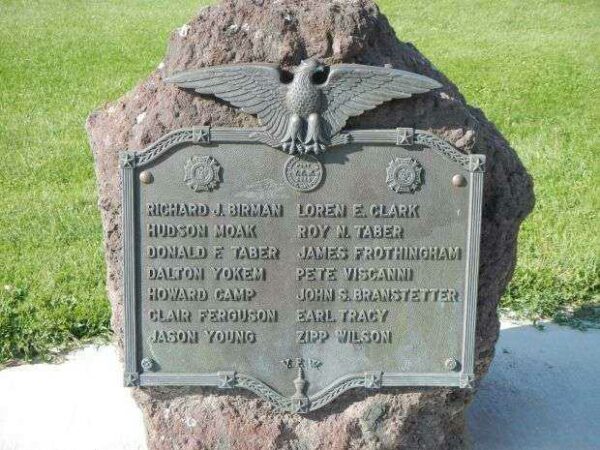 RICHARD J. BIRMAN LOREN E. CLARK
HUDSON MOAK ROY N. TABER
DONALD F. TABER JAMES FROTHINGHAM
DALTON YOKEM PETE VISCANNI
HOWARD CAMP JOHN S. BRANSTETTER
CLAIR FERGUSON EARL TRACY
JASON YOUNG ZIPP WILSON